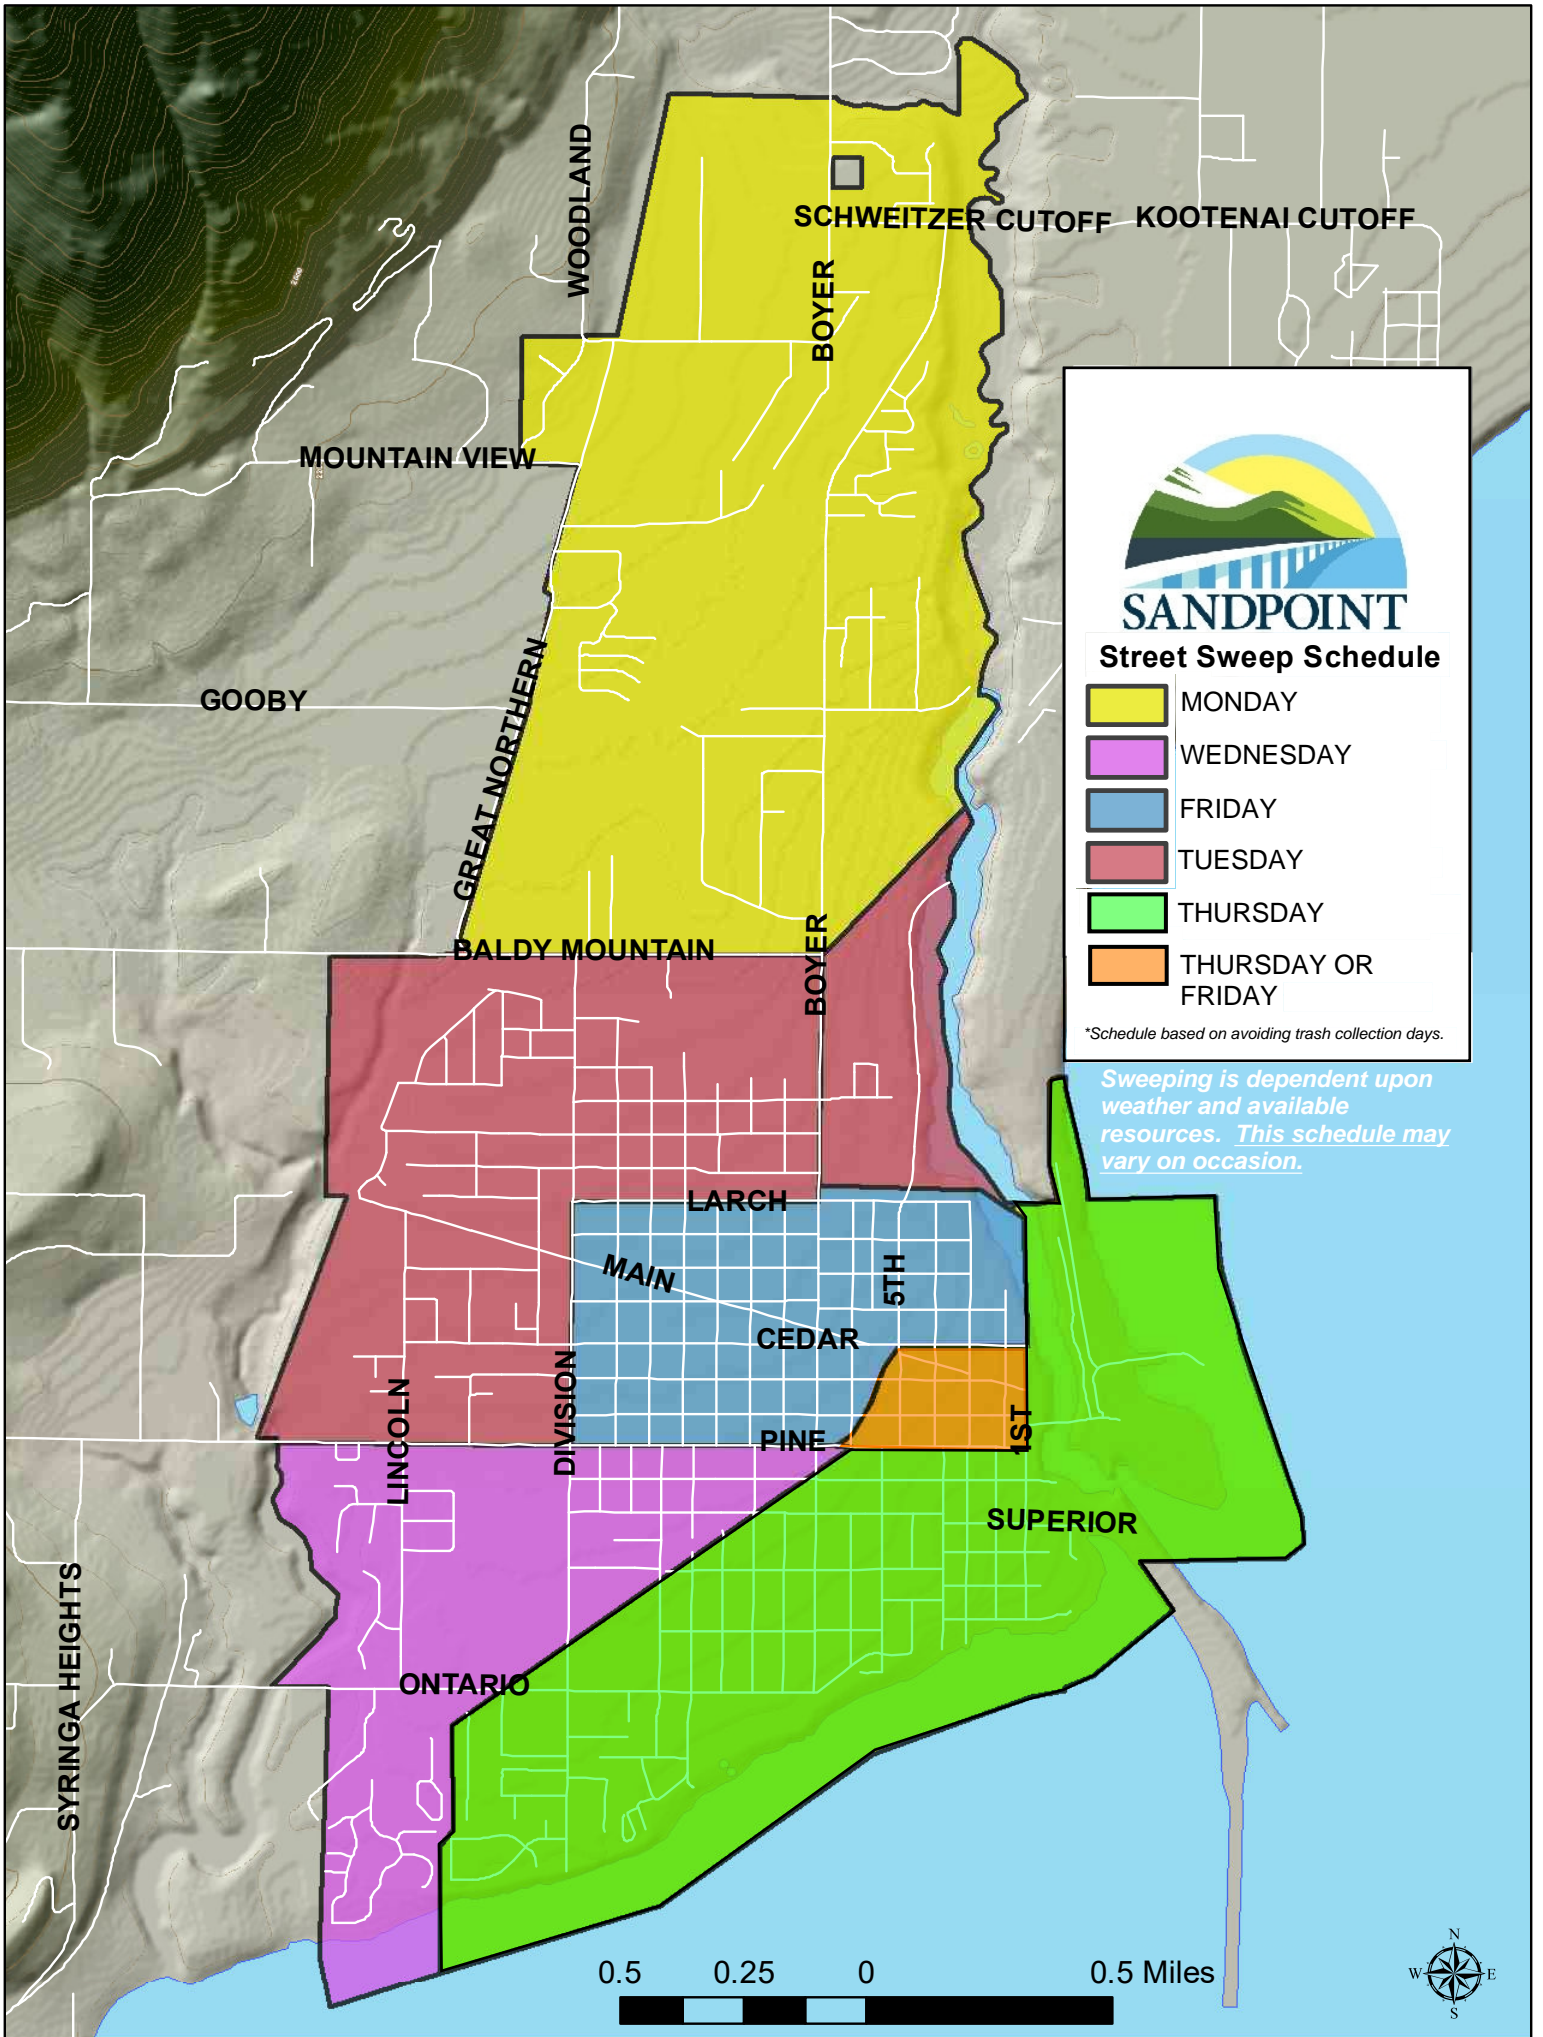 WOODLAND
SCHWEITZER CUTOFF
KOOTENAI CUTOFF
BOYER
2600
MOUNTAIN VIEW
SANDPOINT
Street Sweep Schedule
MONDAY
WEDNESDAY
FRIDAY
TUESDAY
THURSDAY
THURSDAY OR
FRIDAY
*Schedule based on avoiding trash collection days.
Sweeping is dependent upon
weather and available
resources. This schedule may
vary on occasion.
GOOBY
GREAT NORTHERN
BALDY MOUNTAIN
BOYER
LARCH
MAIN
5TH
CEDAR
LINCOLN
DIVISION
PINE
1ST
SUPERIOR
SYRINGA HEIGHTS
ONTARIO
0.5 0.25 0 0.5 Miles
N
W E
S